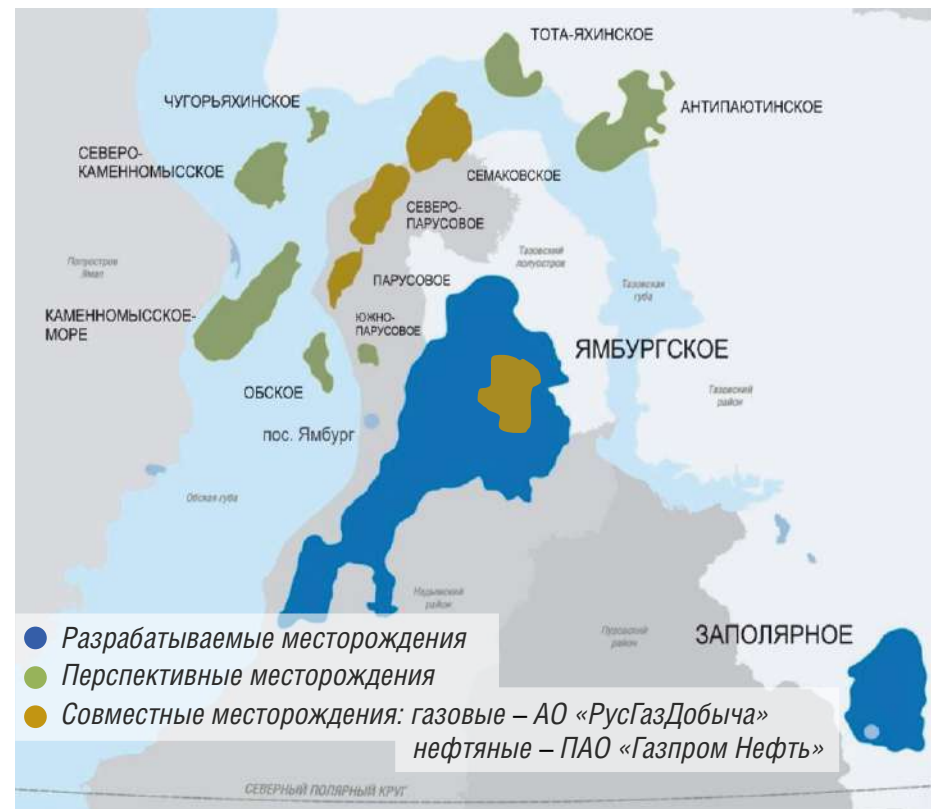 ТОТА-ЯХИНСКОЕ
ЧУГОРЬЯХИНСКОЕ
АНТИПАЮТИНСКОЕ
СЕВЕРО-
КАМЕННОМЫССКОЕ
СЕМАКОВСКОЕ
СЕВЕРО-
ПАРУСОВОЕ
Полуостров
Ямал
Тазовский
полуостров
ПАРУСОВОЕ
Тазовская
губа
КАМЕННОМЫССКОЕ-
МОРЕ
ЮЖНО-
ПАРУСОВОЕ
ЯМБУРГСКОЕ
ОБСКОЕ
Тазовский
район
пос. Ямбург
Обская губа
Надымский
район
Пуровский
район
ЗАПОЛЯРНОЕ
Разрабатываемые месторождения
Перспективные месторождения
Совместные месторождения: газовые – АО «РусГазДобыча»
нефтяные – ПАО «Газпром Нефть»
СЕВЕРНЫЙ ПОЛЯРНЫЙ КРУГ